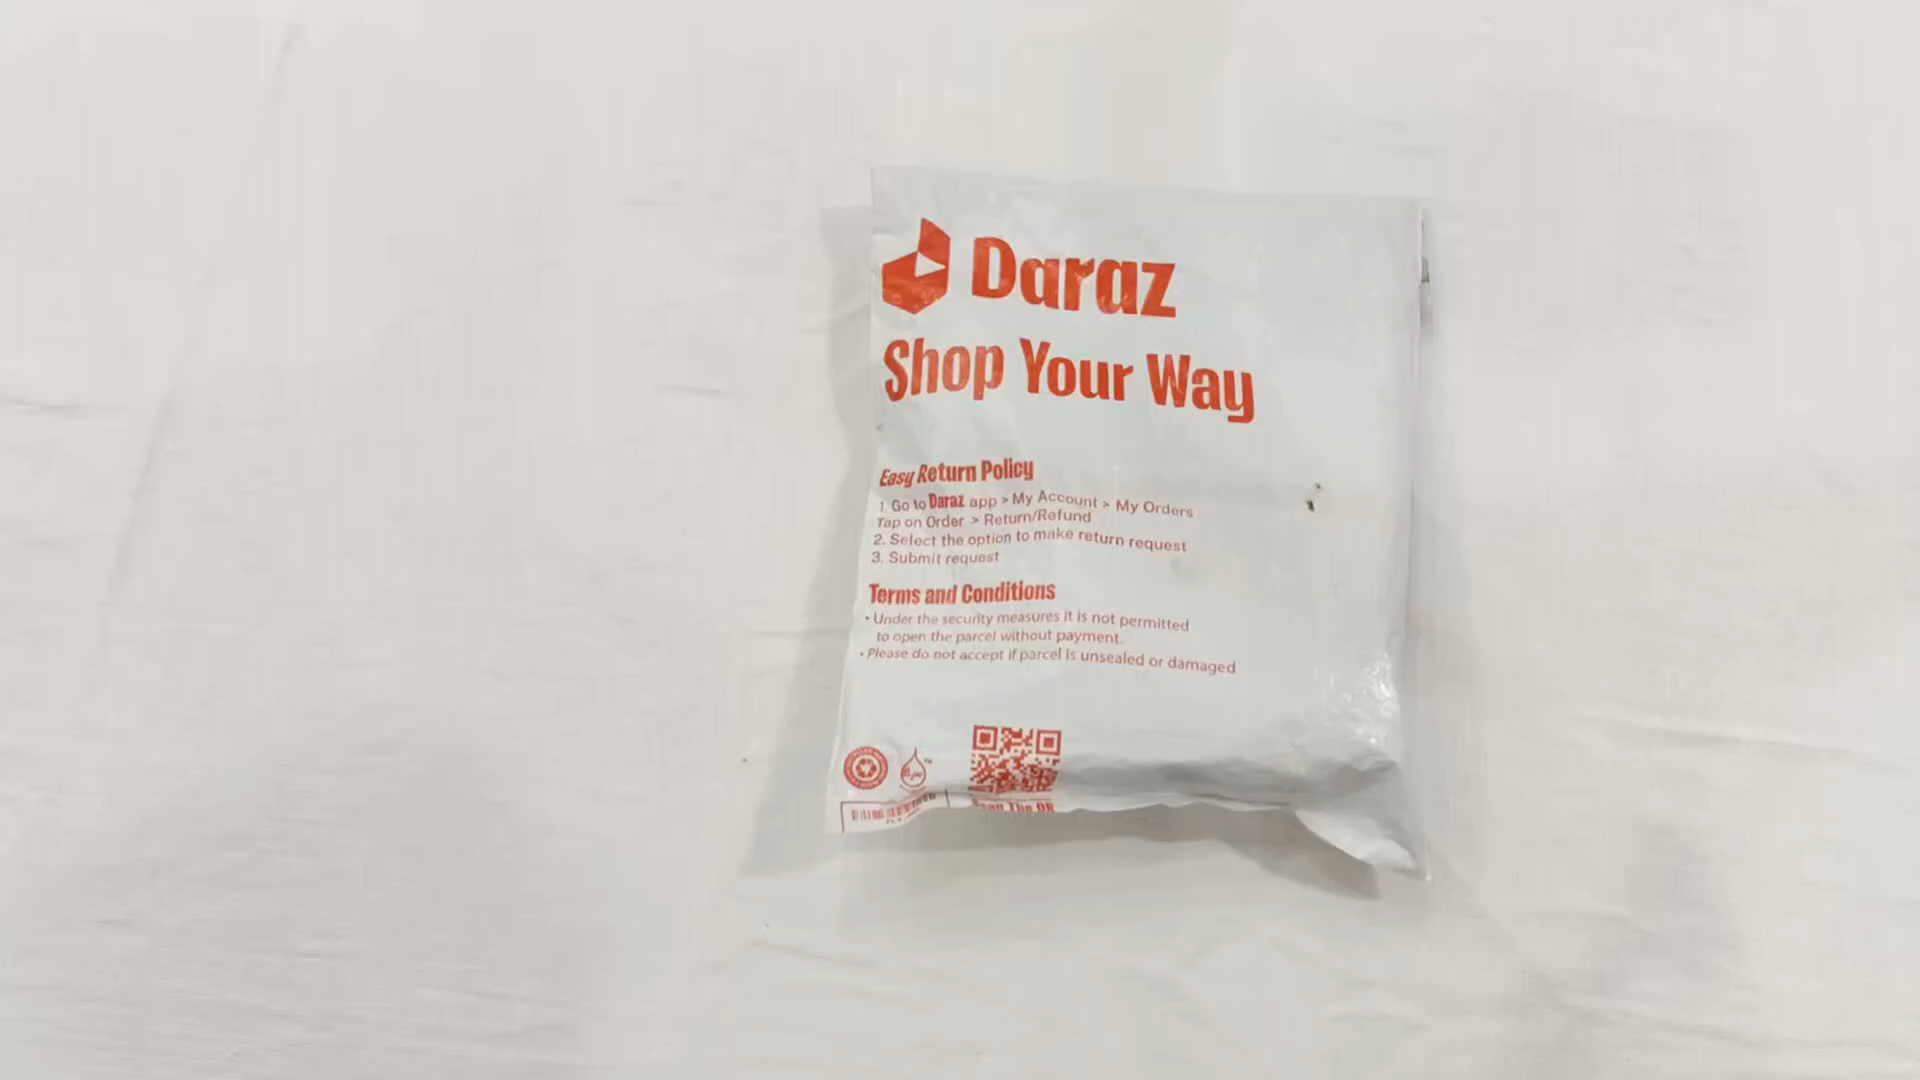 Daraz
Shop Your Way
Easy Return Policy
1. Go to Daraz app > My Account > My Orders
Tap on Order > Return/Refund
2. Select the option to make return request
3. Submit request
Terms and Conditions
• Under the security measures it is not permitted
to open the parcel without payment.
• Please do not accept if parcel is unsealed or damaged
The QR